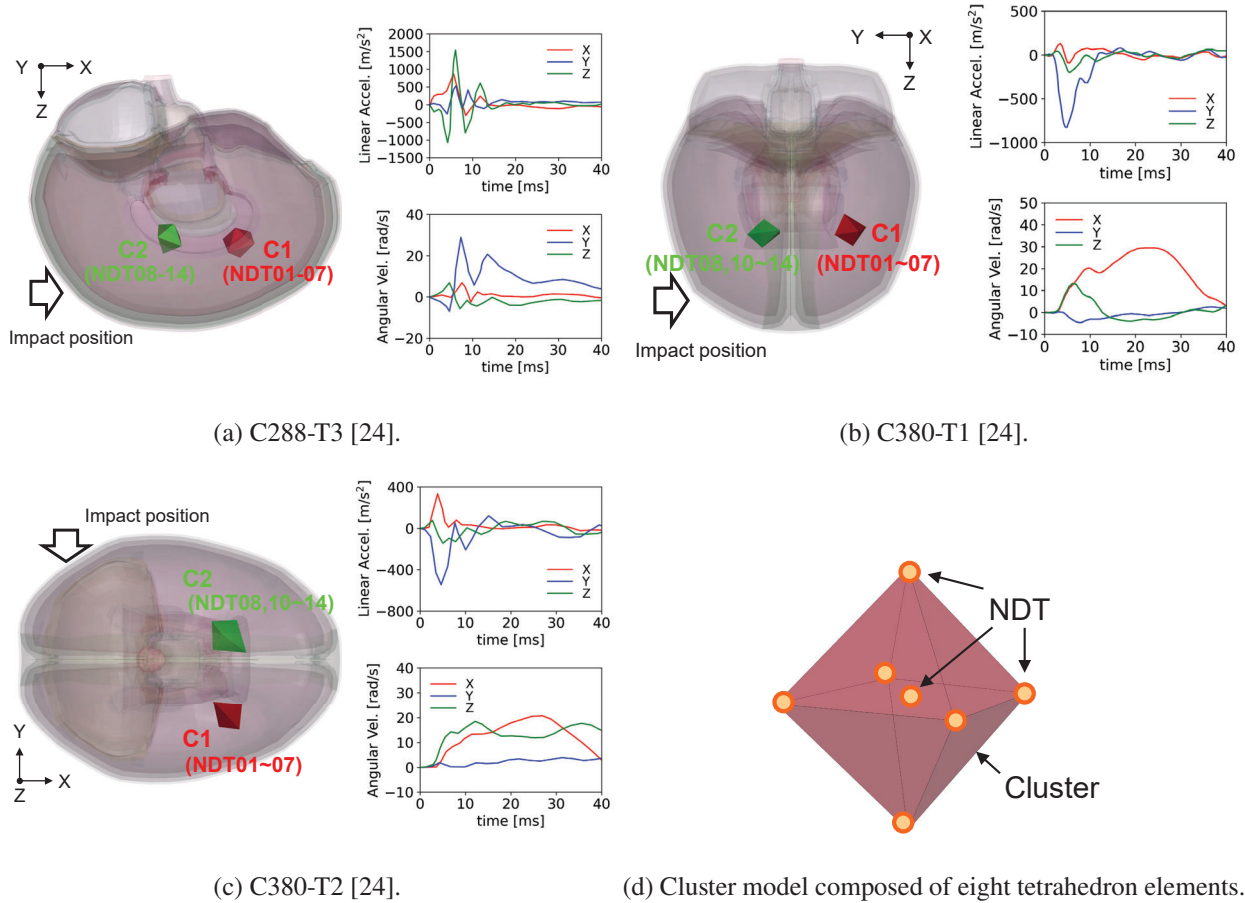 Y
X
Z
C2
(NDT08-14)
C1
(NDT01-07)
Impact position
Linear Accel. [m/s²]
2000
1500
1000
500
0
−500
−1000
−1500
X
Y
Z
0
10
20
30
40
time [ms]
Angular Vel. [rad/s]
40
20
0
−20
X
Y
Z
0
10
20
30
40
time [ms]
(a) C288-T3 [24].
Y
X
Z
C2
(NDT08,10~14)
C1
(NDT01~07)
Impact position
Linear Accel. [m/s²]
500
0
−500
−1000
X
Y
Z
0
10
20
30
40
time [ms]
Angular Vel. [rad/s]
50
40
30
20
10
0
−10
X
Y
Z
0
10
20
30
40
time [ms]
(b) C380-T1 [24].
Impact position
C2
(NDT08,10~14)
C1
(NDT01~07)
Y
Z
X
Linear Accel. [m/s²]
400
0
−400
−800
X
Y
Z
0
10
20
30
40
time [ms]
Angular Vel. [rad/s]
40
30
20
10
0
−10
X
Y
Z
0
10
20
30
40
time [ms]
(c) C380-T2 [24].
NDT
Cluster
(d) Cluster model composed of eight tetrahedron elements.